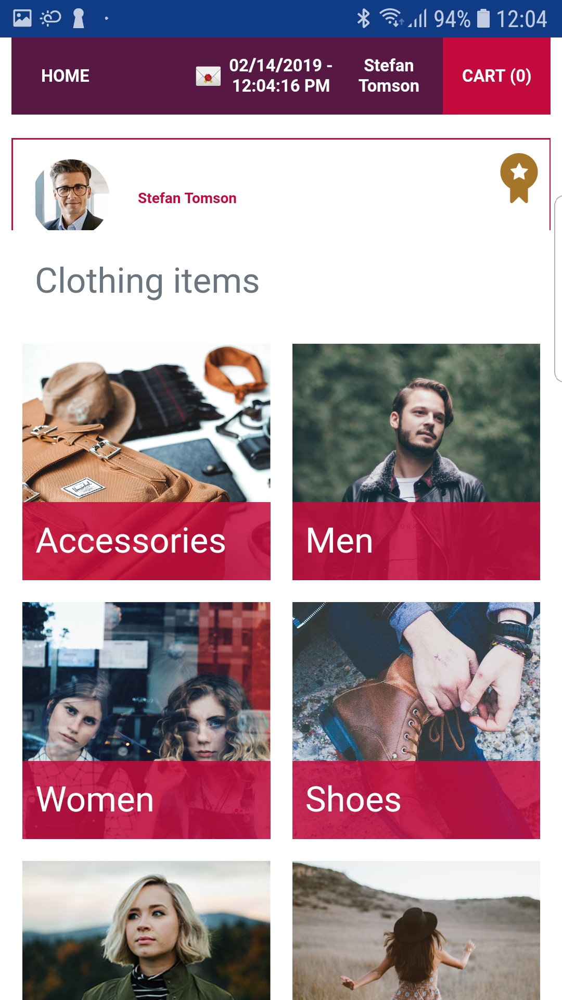 94% 12:04
HOME
02/14/2019 -
12:04:16 PM
Stefan
Tomson
CART (0)
Stefan Tomson
Clothing items
Herschel
Accessories
Men
Women
Shoes